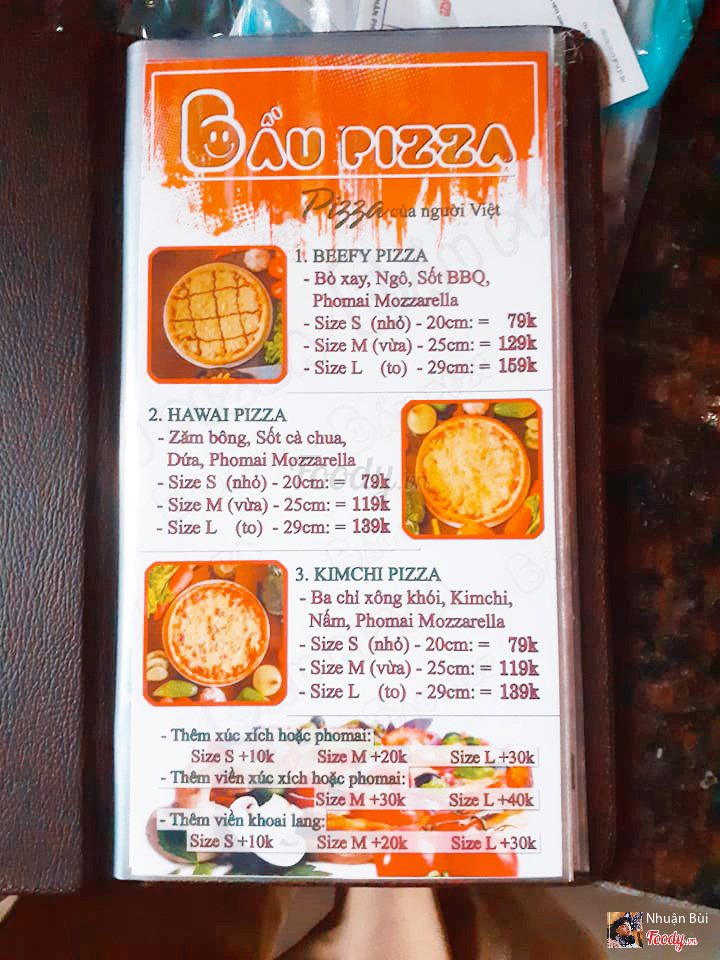 BẦU PIZZA
Pizza của người Việt
1. BEEFY PIZZA
- Bò xay, Ngô, Sốt BBQ,
Phomai Mozzarella
- Size S (nhỏ) - 20cm: = 79k
- Size M (vừa) - 25cm: = 129k
- Size L (to) - 29cm: = 159k
2. HAWAI PIZZA
- Zăm bông, Sốt cà chua,
Dứa, Phomai Mozzarella
- Size S (nhỏ) - 20cm: = 79k
- Size M (vừa) - 25cm: = 119k
- Size L (to) - 29cm: = 139k
Foody.vn
3. KIMCHI PIZZA
- Ba chỉ xông khói, Kimchi,
Nấm, Phomai Mozzarella
- Size S (nhỏ) - 20cm: = 79k
- Size M (vừa) - 25cm: = 119k
- Size L (to) - 29cm: = 139k
- Thêm xúc xích hoặc phomai:
Size S +10k Size M +20k Size L +30k
- Thêm viền xúc xích hoặc phomai:
Size M +30k Size L +40k
- Thêm viền khoai lang:
Size S +10k Size M +20k Size L +30k
Nhuận Bùi
Foody.vn